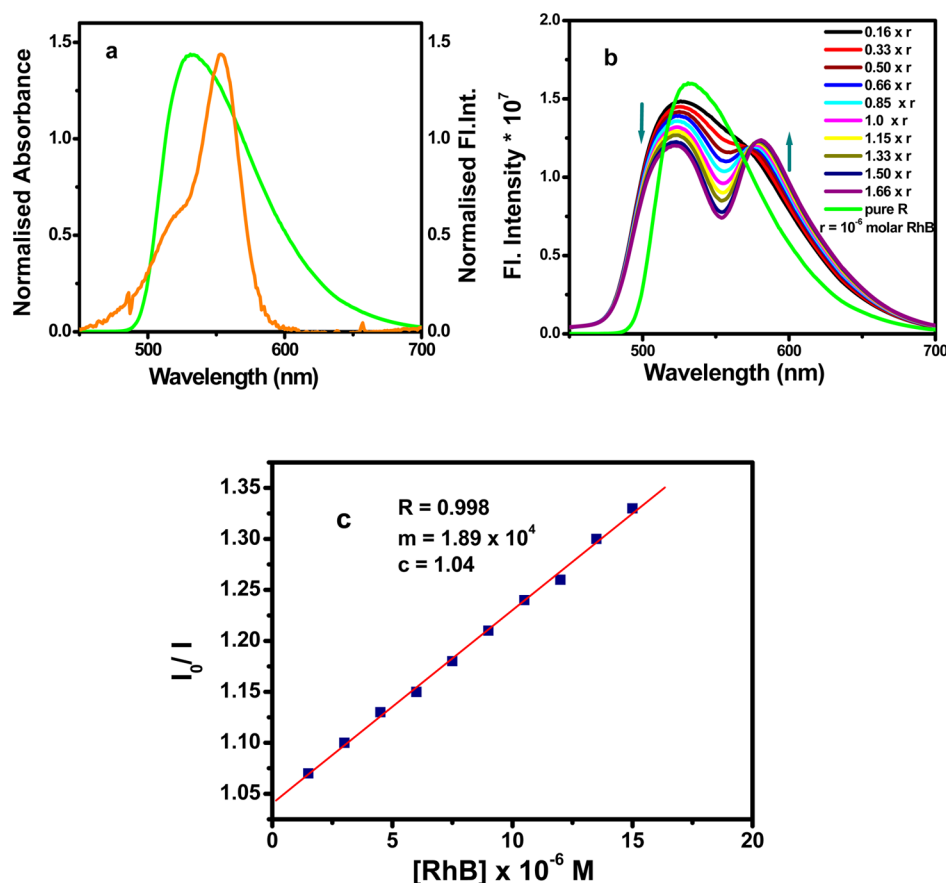 a
Normalised Absorbance
1.5
1.0
0.5
0.0
500
600
700
Wavelength (nm)
1.5
1.0
0.5
0.0
Normalised Fl.Int.
b
Fl. Intensity * 10⁷
2.0
1.5
1.0
0.5
0.0
500
600
700
Wavelength (nm)
0.16 x r
0.33 x r
0.50 x r
0.66 x r
0.85 x r
1.0 x r
1.15 x r
1.33 x r
1.50 x r
1.66 x r
pure R
r = 10⁻⁶ molar RhB
c
R = 0.998
m = 1.89 x 10⁴
c = 1.04
I₀/ I
1.35
1.30
1.25
1.20
1.15
1.10
1.05
0
5
10
15
20
[RhB] x 10⁻⁶ M